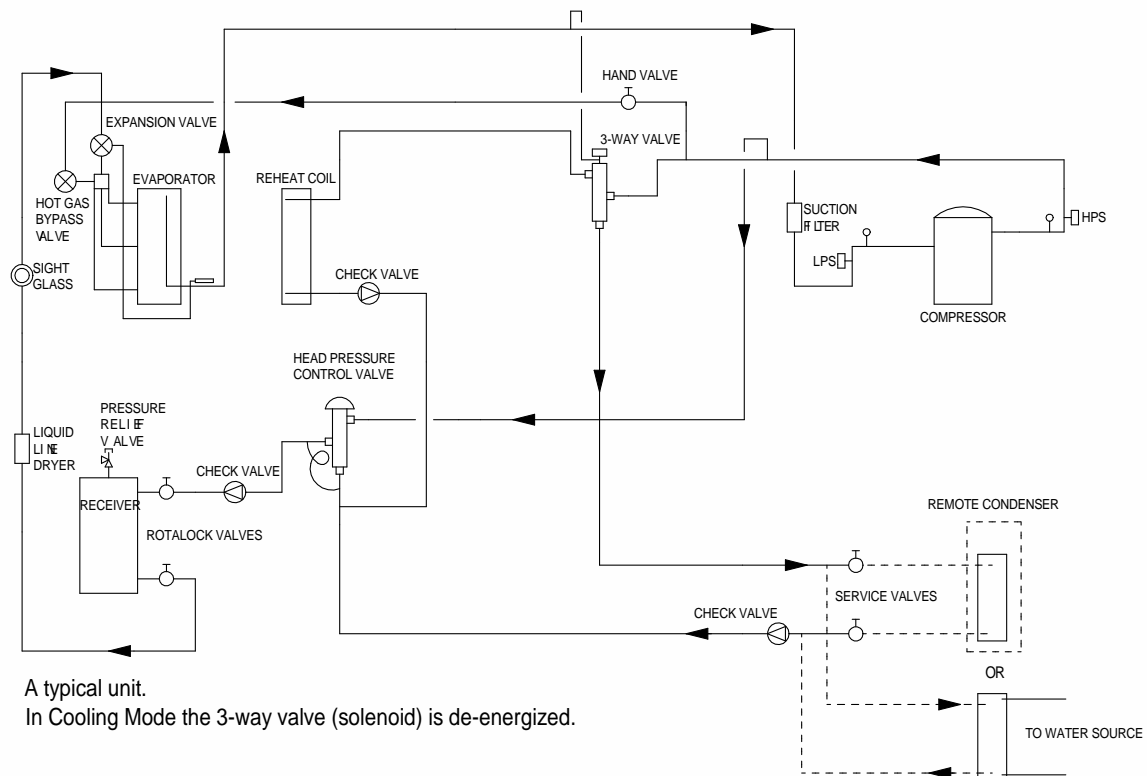 HAND VALVE
EXPANSION VALVE
3-WAY VALVE
EVAPORATOR
REHEAT COIL
HOT GAS
BYPASS
VALVE
SUCTION
FILTER
HPS
LPS
SIGHT
GLASS
CHECK VALVE
COMPRESSOR
HEAD PRESSURE
CONTROL VALVE
PRESSURE
RELIEF
VALVE
LIQUID
LINE
DRYER
CHECK VALVE
RECEIVER
ROTALOCK VALVES
REMOTE CONDENSER
SERVICE VALVES
CHECK VALVE
OR
TO WATER SOURCE
A typical unit.
In Cooling Mode the 3-way valve (solenoid) is de-energized.